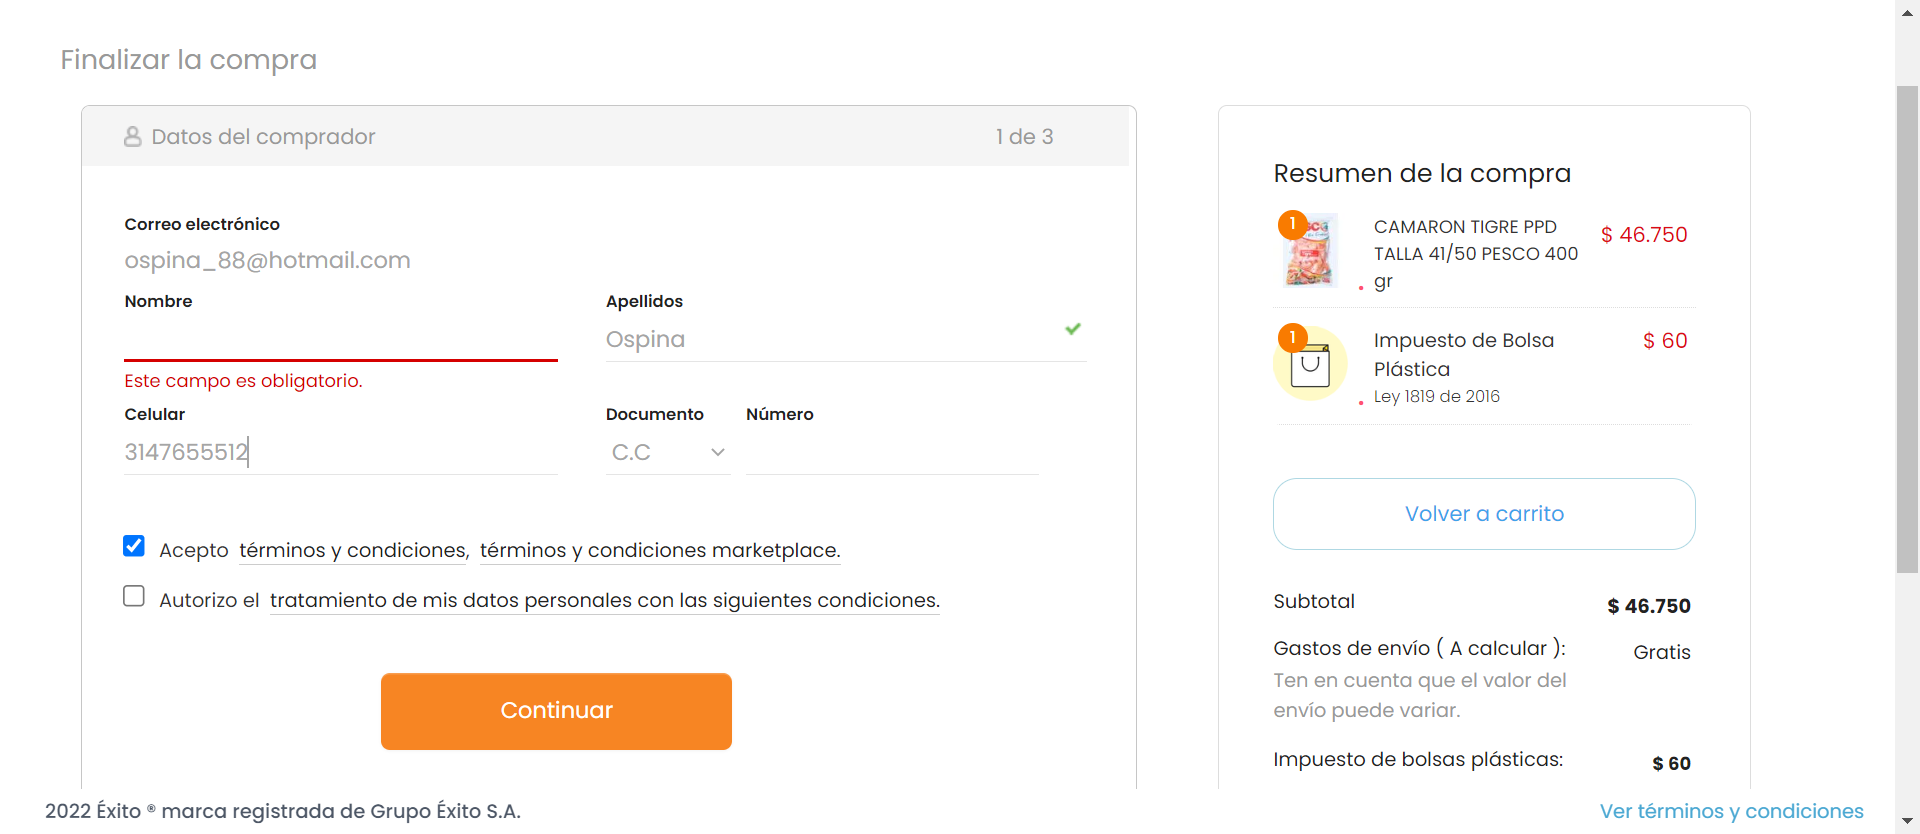 Finalizar la compra
Datos del comprador
1 de 3
Correo electrónico
ospina_88@hotmail.com
Nombre
Apellidos
Ospina
Este campo es obligatorio.
Celular
Documento
Número
3147655512
C.C
Acepto términos y condiciones, términos y condiciones marketplace.
Autorizo el tratamiento de mis datos personales con las siguientes condiciones.
Continuar
Resumen de la compra
1
CAMARON TIGRE PPD
TALLA 41/50 PESCO 400
gr
$ 46.750
1
Impuesto de Bolsa
Plástica
Ley 1819 de 2016
$ 60
Volver a carrito
Subtotal
$ 46.750
Gastos de envío ( A calcular ):
Gratis
Ten en cuenta que el valor del
envío puede variar.
Impuesto de bolsas plásticas:
$ 60
2022 Éxito ® marca registrada de Grupo Éxito S.A.
Ver términos y condiciones